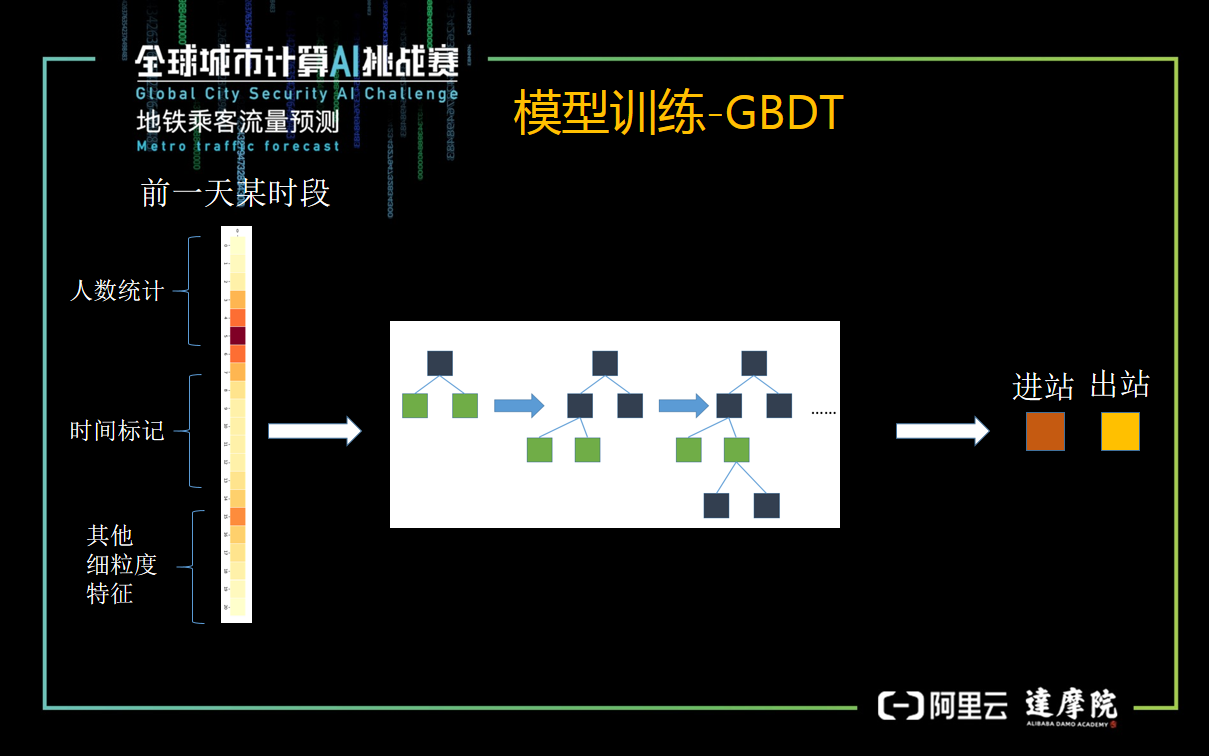 全球城市计算AI挑战赛
Global City Security AI Challenge
地铁乘客流量预测
Metro traffic forecast
模型训练-GBDT
前一天某时段
人数统计
时间标记
其他
细粒度
特征
......
进站 出站
阿里云 達摩院
ALIBABA DAMO ACADEMY